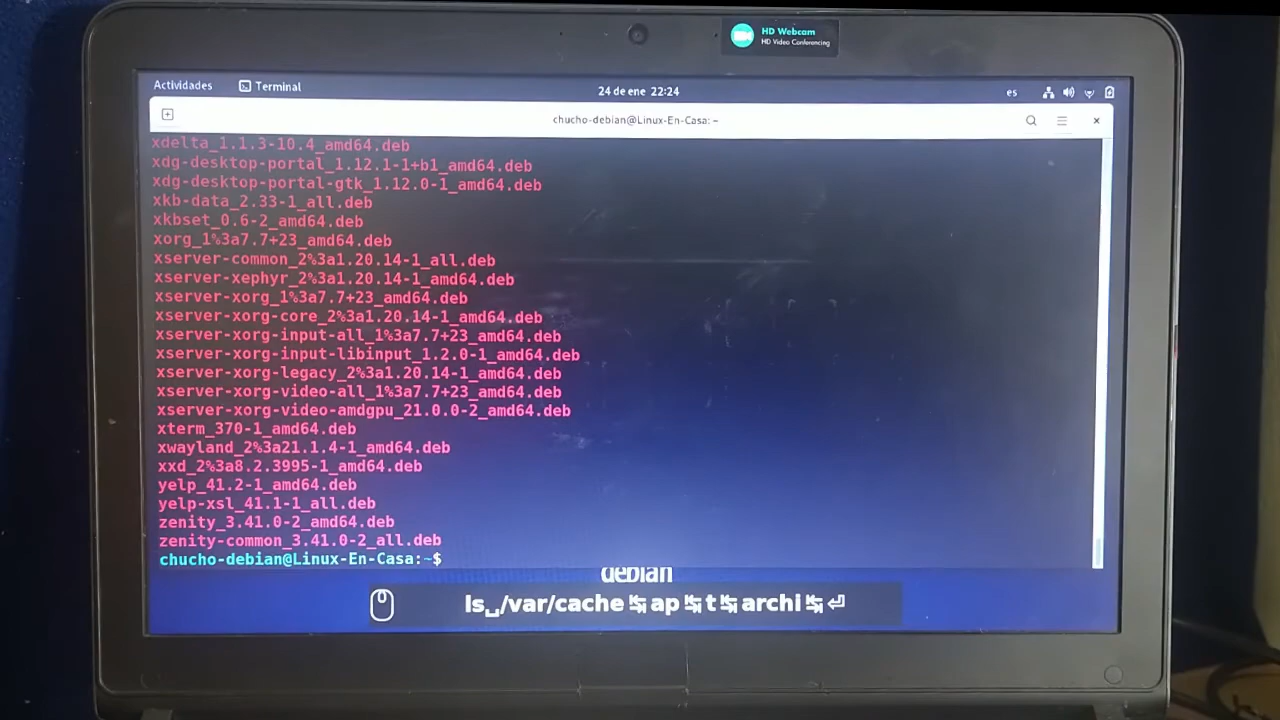 HD Webcam
HD Video Conferencing
Actividades Terminal 24 de ene 22:24 es
chucho-debian@Linux-En-Casa: ~
xdelta_1.1.3-10.4_amd64.deb
xdg-desktop-portal_1.12.1-1+b1_amd64.deb
xdg-desktop-portal-gtk_1.12.0-1_amd64.deb
xkb-data_2.33-1_all.deb
xkbset_0.6-2_amd64.deb
xorg_1%3a7.7+23_amd64.deb
xserver-common_2%3a1.20.14-1_all.deb
xserver-xephyr_2%3a1.20.14-1_amd64.deb
xserver-xorg_1%3a7.7+23_amd64.deb
xserver-xorg-core_2%3a1.20.14-1_amd64.deb
xserver-xorg-input-all_1%3a7.7+23_amd64.deb
xserver-xorg-input-libinput_1.2.0-1_amd64.deb
xserver-xorg-legacy_2%3a1.20.14-1_amd64.deb
xserver-xorg-video-all_1%3a7.7+23_amd64.deb
xserver-xorg-video-amdgpu_21.0.0-2_amd64.deb
xterm_370-1_amd64.deb
xwayland_2%3a21.1.4-1_amd64.deb
xxd_2%3a8.2.3995-1_amd64.deb
yelp_41.2-1_amd64.deb
yelp-xsl_41.1-1_all.deb
zenity_3.41.0-2_amd64.deb
zenity-common_3.41.0-2_all.deb
chucho-debian@Linux-En-Casa:~$
debian
ls␣/var/cache↹ap↹t↹archi↹⏎